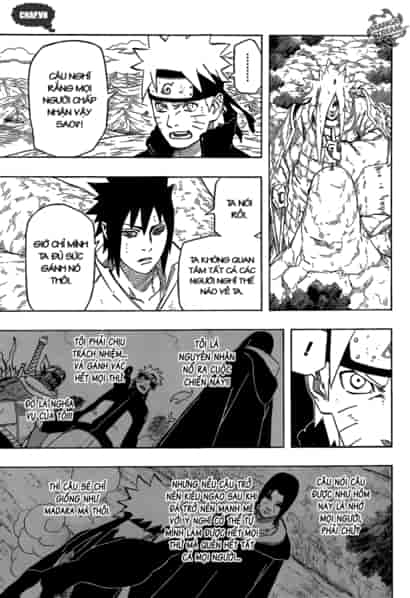 CHAP.VN
.........
CẬU NGHĨ
RẰNG MỌI
NGƯỜI CHẤP
NHẬN VẬY
SAO?!
TA NÓI
RỒI.
TA KHÔNG QUAN
TÂM TẤT CẢ CÁC
NGƯỜI NGHĨ THẾ
NÀO VỀ TA.
GIỜ CHỈ MÌNH
TA ĐỦ SỨC
GÁNH NÓ
THÔI.
!
TÔI LÀ
NGUYÊN NHÂN
NỔ RA CUỘC
CHIẾN NÀY!!
TÔI PHẢI CHỊU
TRÁCH NHIỆM...
VÀ GÁNH VÁC
HẾT MỌI THỨ!
ĐÓ LÀ NGHĨA
VỤ CỦA TÔI!!
CẬU NÓI CẬU
ĐƯỢC NHƯ HÔM
NAY LÀ NHỜ
MỌI NGƯỜI,
PHẢI CHỨ?
NHƯNG NẾU CẬU TRỞ
NÊN KIÊU NGẠO SAU KHI
ĐÃ TRỞ NÊN MẠNH MẼ
VỚI Ý NGHĨ CÓ THỂ TỰ
MÌNH LÀM ĐƯỢC HẾT MỌI
THỨ MÀ QUÊN HẾT TẤT
CẢ MỌI NGƯỜI...
THÌ CẬU SẼ CHỈ
GIỐNG NHƯ
MADARA MÀ THÔI.